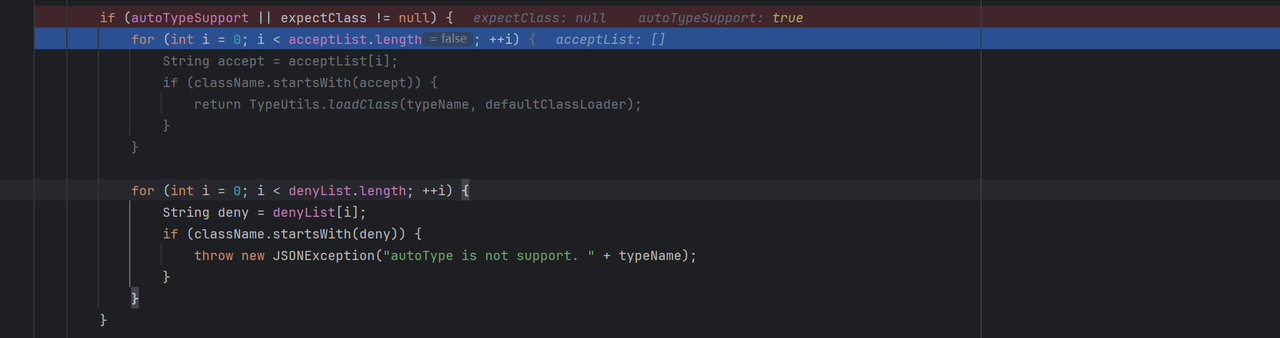 if (autoTypeSupport || expectClass != null) { expectClass: null autoTypeSupport: true
for (int i = 0; i < acceptList.length = false ; ++i) { acceptList: []
String accept = acceptList[i];
if (className.startsWith(accept)) {
return TypeUtils.loadClass(typeName, defaultClassLoader);
}
}
for (int i = 0; i < denyList.length; ++i) {
String deny = denyList[i];
if (className.startsWith(deny)) {
throw new JSONException("autoType is not support. " + typeName);
}
}
}